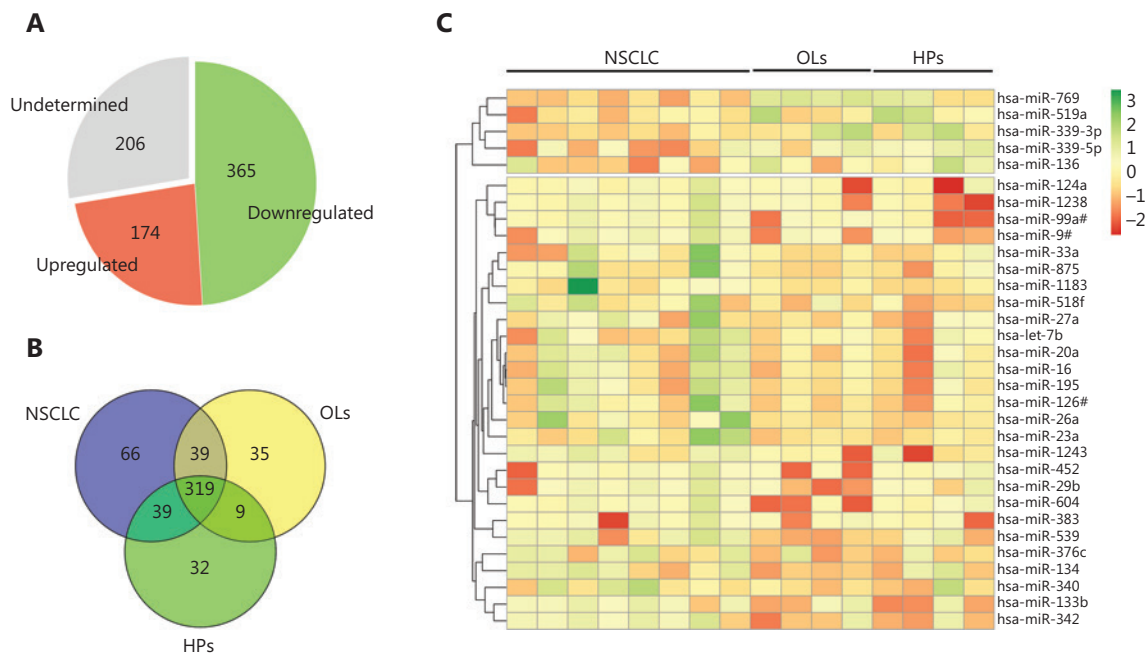 A
Undetermined
206
365
Downregulated
174
Upregulated
B
NSCLC
OLs
66
39
35
319
39
9
32
HPs
C
NSCLC
OLs
HPs
hsa-miR-769
hsa-miR-519a
hsa-miR-339-3p
hsa-miR-339-5p
hsa-miR-136
hsa-miR-124a
hsa-miR-1238
hsa-miR-99a#
hsa-miR-9#
hsa-miR-33a
hsa-miR-875
hsa-miR-1183
hsa-miR-518f
hsa-miR-27a
hsa-let-7b
hsa-miR-20a
hsa-miR-16
hsa-miR-195
hsa-miR-126#
hsa-miR-26a
hsa-miR-23a
hsa-miR-1243
hsa-miR-452
hsa-miR-29b
hsa-miR-604
hsa-miR-383
hsa-miR-539
hsa-miR-376c
hsa-miR-134
hsa-miR-340
hsa-miR-133b
hsa-miR-342
3
2
1
0
−1
−2